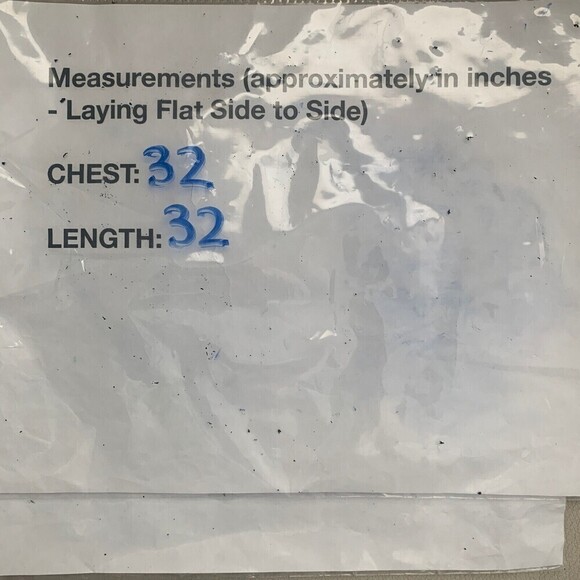 Measurements (approximately in inches
- Laying Flat Side to Side)
CHEST: 32
LENGTH: 32